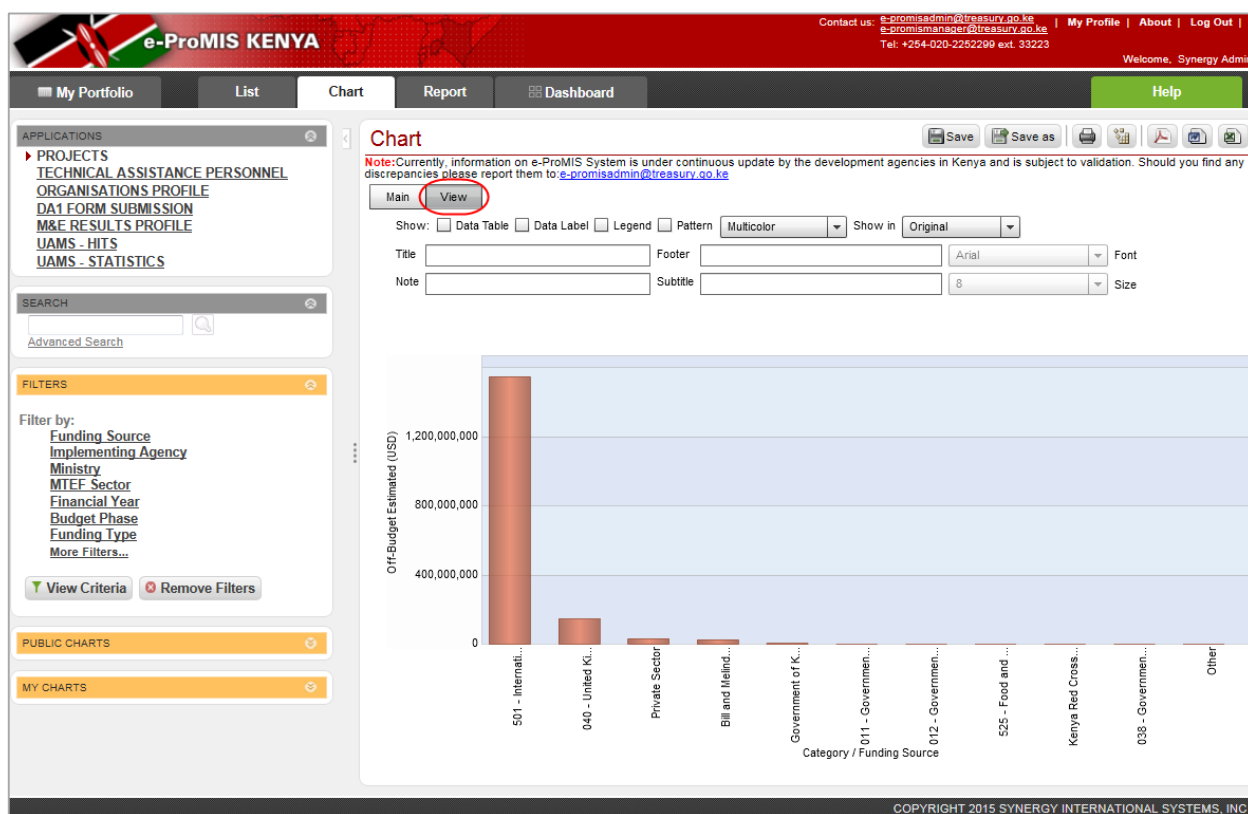 e-ProMIS KENYA
Contact us: e-promisadmin@treasury.go.ke | My Profile | About | Log Out |
e-promismanager@treasury.go.ke
Tel: +254-020-2252299 ext. 33223
Welcome, Synergy Admi
My Portfolio List Chart Report Dashboard Help
APPLICATIONS
PROJECTS
TECHNICAL ASSISTANCE PERSONNEL
ORGANISATIONS PROFILE
DA1 FORM SUBMISSION
M&E RESULTS PROFILE
UAMS - HITS
UAMS - STATISTICS
SEARCH
Advanced Search
FILTERS
Filter by:
Funding Source
Implementing Agency
Ministry
MTEF Sector
Financial Year
Budget Phase
Funding Type
More Filters...
View Criteria Remove Filters
PUBLIC CHARTS
MY CHARTS
Chart
Save Save as
Note:Currently, information on e-ProMIS System is under continuous update by the development agencies in Kenya and is subject to validation. Should you find any
discrepancies please report them to:e-promisadmin@treasury.go.ke
Main View
Show: Data Table Data Label Legend Pattern Multicolor Show in Original
Title Footer Arial Font
Note Subtitle 8 Size
Off-Budget Estimated (USD)
1,200,000,000
800,000,000
400,000,000
0
501 - Internati...
040 - United Ki...
Private Sector
Bill and Melind...
Government of K...
011 - Governmen...
012 - Governmen...
525 - Food and ...
Kenya Red Cross...
038 - Governmen...
Other
Category / Funding Source
COPYRIGHT 2015 SYNERGY INTERNATIONAL SYSTEMS, INC